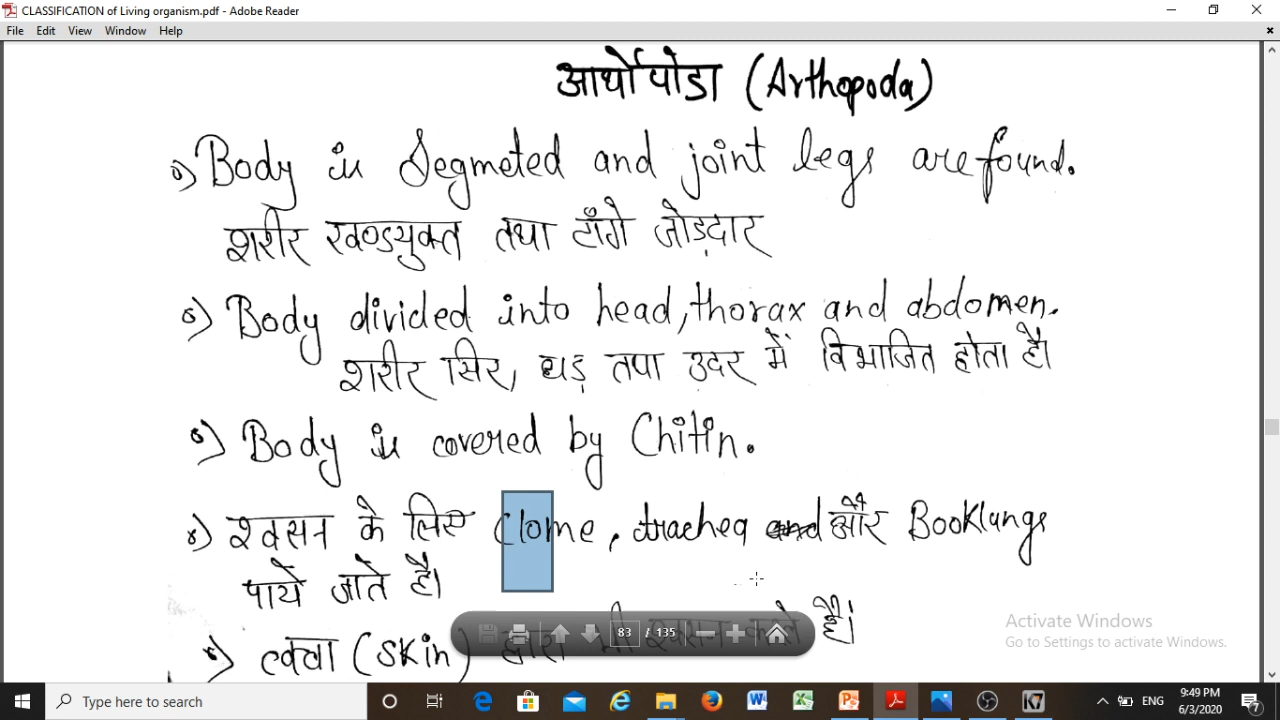 CLASSIFICATION of Living organism.pdf - Adobe Reader
File Edit View Window Help
आर्थोपोडा (Arthopoda)
Body is Segmeted and joint legs are found.
शरीर खण्डयुक्त तथा टाँगे जोड़दार
Body divided into head, thorax and abdomen.
शरीर सिर, धड़ तथा उदर में विभाजित होता है।
Body is covered by Chitin.
श्वसन के लिए Clome, trachea and और Booklungs
पाये जाते है।
83 / 135
त्वचा (skin) द्वारा भी श्वसन करते है।
Activate Windows
Go to Settings to activate Windows.
Type here to search
ENG
9:49 PM
6/3/2020
7